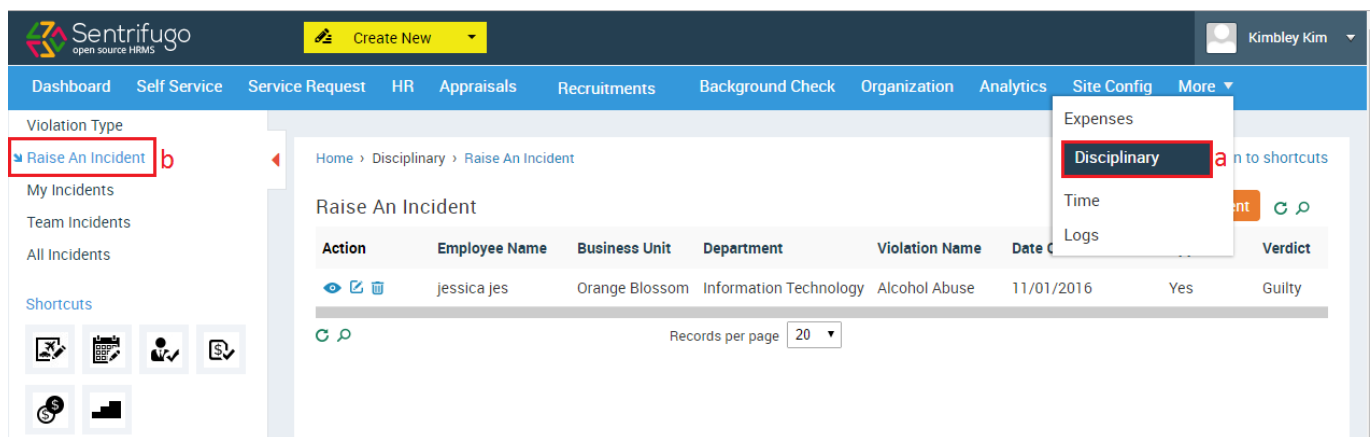 Sentrifugo
open source HRMS
Create New
Kimbley Kim
Dashboard Self Service Service Request HR Appraisals Recruitments Background Check Organization Analytics Site Config More
Violation Type
Raise An Incident b
My Incidents
Team Incidents
All Incidents
Shortcuts
Expenses
Disciplinary a
Time
Logs
Home › Disciplinary › Raise An Incident
to shortcuts
Raise An Incident
Action Employee Name Business Unit Department Violation Name Date Verdict
jessica jes Orange Blossom Information Technology Alcohol Abuse 11/01/2016 Yes Guilty
Records per page 20